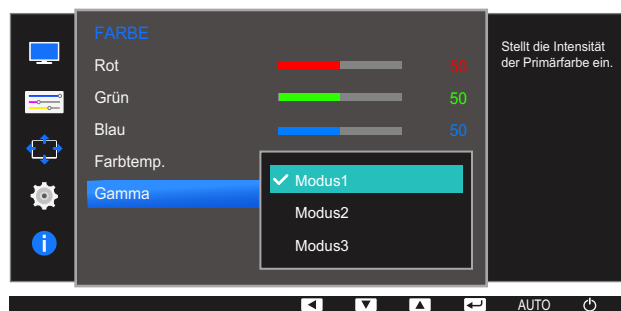 FARBE
Rot 50
Grün 50
Blau 50
Farbtemp.
Gamma
Modus1
Modus2
Modus3
Stellt die Intensität
der Primärfarbe ein.
AUTO